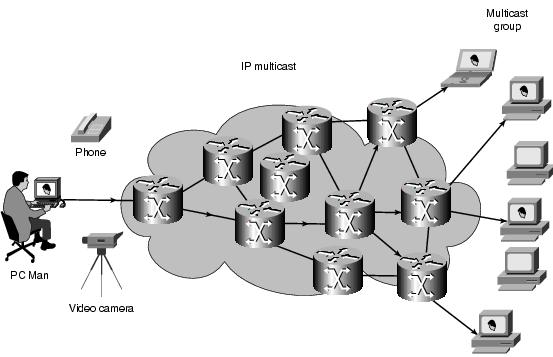 Multicast
group
IP multicast
Phone
PC Man
Video camera